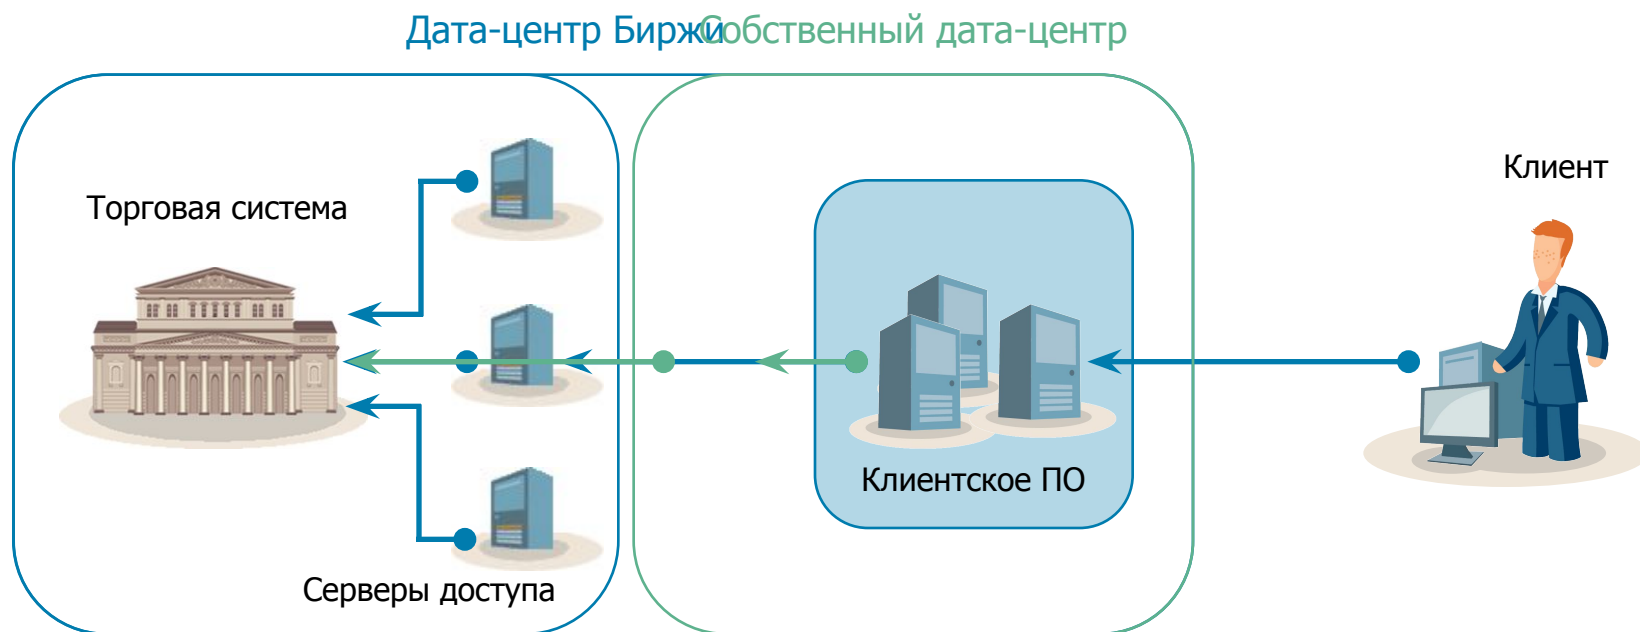 Дата-центр Биржи
Собственный дата-центр
Клиент
Торговая система
Клиентское ПО
Серверы доступа